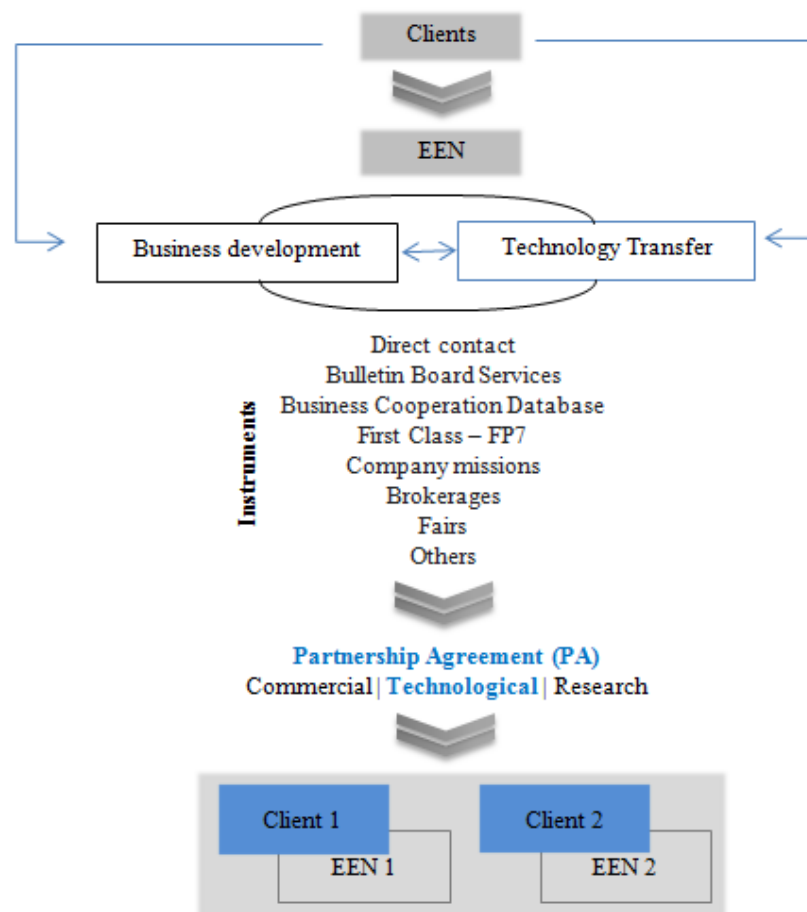 Clients
EEN
Business development
Technology Transfer
Instruments
Direct contact
Bulletin Board Services
Business Cooperation Database
First Class – FP7
Company missions
Brokerages
Fairs
Others
Partnership Agreement (PA)
Commercial | Technological | Research
Client 1
EEN 1
Client 2
EEN 2